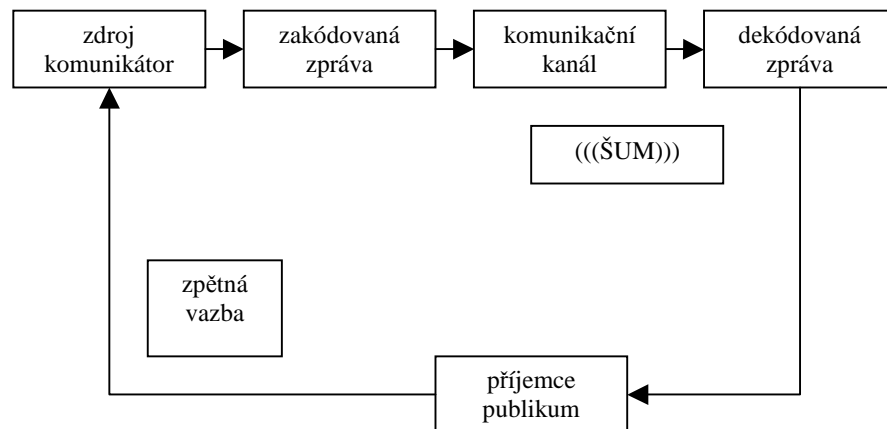 zdroj
komunikátor
zakódovaná
zpráva
komunikační
kanál
dekódovaná
zpráva
(((ŠUM)))
zpětná
vazba
příjemce
publikum